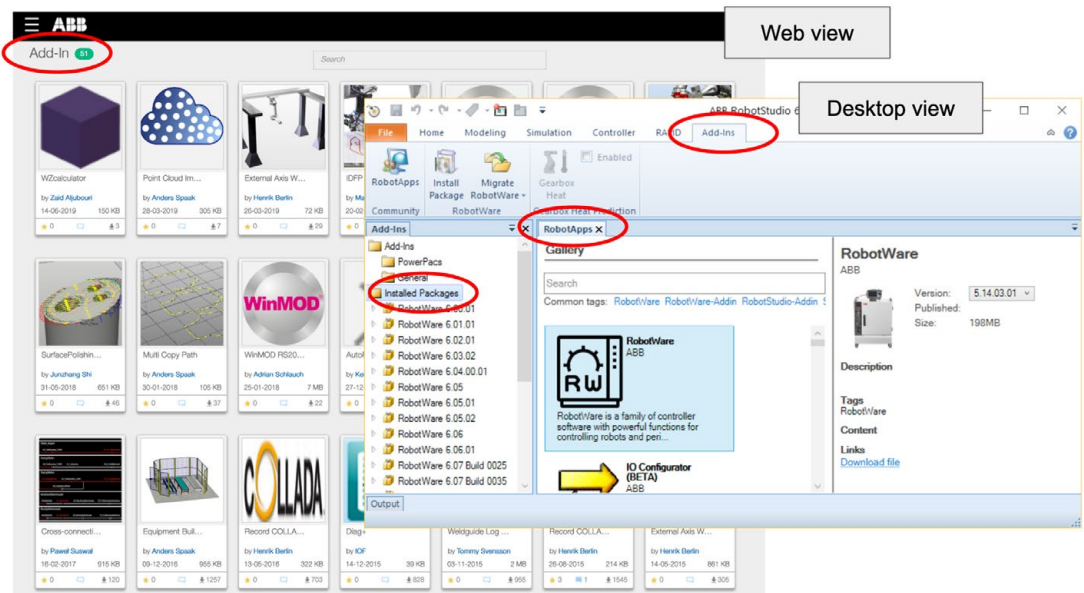 ABB
Web view
Add-In 51
Search
Desktop view
ABB RobotStudio 6
File Home Modeling Simulation Controller RAPID Add-Ins
RobotApps
Install Package
Migrate RobotWare
Gearbox Heat
Enabled
Community RobotWare Gearbox Heat Prediction
WZcalculator
by Zaid Aljubouri
14-06-2019 150 KB
0 3
Point Cloud Im...
by Anders Spaak
28-03-2019 305 KB
0 7
External Axis W...
by Henrik Berlin
26-03-2019 72 KB
0 29
IDFP
by Ma
20-02-
0
Add-Ins
Add-Ins
PowerPacs
General
Installed Packages
RobotWare 6.00.01
RobotWare 6.01.01
RobotWare 6.02.01
RobotWare 6.03.02
RobotWare 6.04.00.01
RobotWare 6.05
RobotWare 6.05.01
RobotWare 6.05.02
RobotWare 6.06
RobotWare 6.06.01
RobotWare 6.07 Build 0025
RobotWare 6.07 Build 0035
RobotApps
Gallery
Search
Common tags: RobotWare RobotWare-Addin RobotStudio-Addin
RobotWare
ABB
RW
RobotWare is a family of controller
software with powerful functions for
controlling robots and peri...
IO Configurator
(BETA)
ABB
RobotWare
ABB
Version: 5.14.03.01
Published:
Size: 198MB
Description
Tags
RobotWare
Content
Links
Download file
Output
SurfacePolishin...
by Junzhang Shi
31-05-2018 651 KB
0 46
Multi Copy Path
by Anders Spaak
30-01-2018 105 KB
0 37
WinMOD
WinMOD RS20...
by Adrian Schlauch
25-01-2018 7 MB
0 22
by Ke
27-12-
0
Cross-connecti...
by Paweł Suswał
16-02-2017 915 KB
0 120
Equipment Buil...
by Anders Spaak
09-12-2016 955 KB
0 1257
COLLADA
Record COLLA...
by Henrik Berlin
13-05-2016 322 KB
0 703
by IOF
14-12-2015 39 KB
0 828
Weldguide Log ...
by Tommy Svensson
03-11-2015 2 MB
0 955
Record COLLA...
by Henrik Berlin
26-08-2015 214 KB
3 1 1545
External Axis W...
by Henrik Berlin
14-05-2015 861 KB
0 305